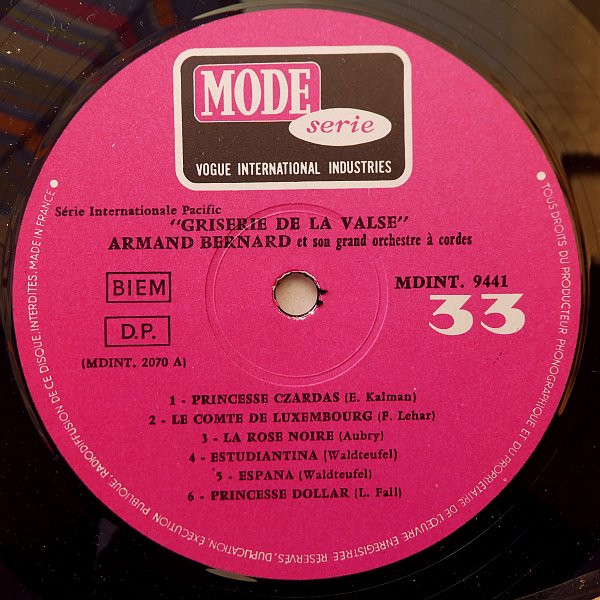 MODE
serie
VOGUE INTERNATIONAL INDUSTRIES
Série Internationale Pacific
"GRISERIE DE LA VALSE"
ARMAND BERNARD et son grand orchestre à cordes
BIEM
MDINT. 9441
D.P.
33
(MDINT. 2070 A)
1 - PRINCESSE CZARDAS (E. Kalman)
2 - LE COMTE DE LUXEMBOURG (F. Lehar)
3 - LA ROSE NOIRE (Aubry)
4 - ESTUDIANTINA (Waldteufel)
5 - ESPANA (Waldteufel)
6 - PRINCESSE DOLLAR (L. Fall)
• TOUS DROITS DU PRODUCTEUR PHONOGRAPHIQUE ET DU PROPRIETAIRE DE L'ŒUVRE ENREGISTREE RESERVES, DUPLICATION, EXÉCUTION PUBLIQUE, RADIODIFFUSION DE CE DISQUE, INTERDITES. MADE IN FRANCE •